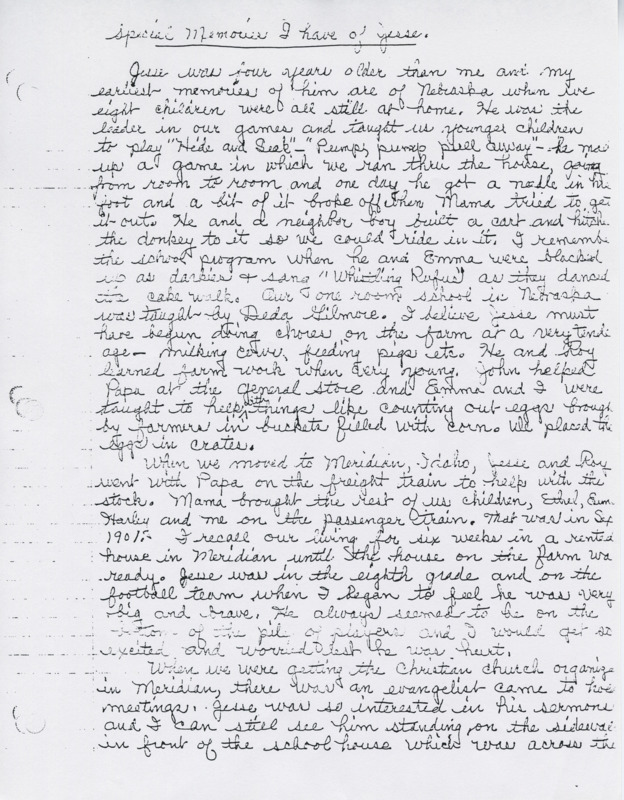 Special Memories I have of Jesse.
Jesse was four years older than me and my
earliest memories of him are of Nebraska when we
eight children were all still at home. He was the
leader in our games and taught us younger children
to play "Hide and Seek" - "Pump, pump pull away" - he ma
up a game in which we ran thru the house, going
from room to room and one day he got a needle in his
foot and a bit of it broke off when Mama tried to get
it out. He and a neighbor boy built a cart and hitche
the donkey to it so we could ride in it. I remembe
the school program when he and Emma were blacked
up as darkies & sang "Whistling Rufus" as they danced
the cake walk. Our one room school in Nebraska
was taught by Deda Gilmore. I believe Jesse must
have begun doing chores on the farm at a very tende
age - milking cows, feeding pigs etc. He and Roy
learned farm work when very young. John helped
Papa at the general store and Emma and I were
taught to help with things like counting out eggs brough
by farmers in buckets filled with corn. We placed the
eggs in crates.
When we moved to Meridian, Idaho, Jesse and Roy
went with Papa on the freight train to help with the
stock. Mama brought the rest of us children, Ethel, Em
Harley and me on the passenger train. That was in
1901. I recall our living for six weeks in a rented
house in Meridian until the house on the farm wa
ready. Jesse was in the eighth grade and on the
football team when I began to feel he was very
big and brave. He always seemed to be on the
bottom of the pile of players and I would get so
excited and worried lest he was hurt.
When we were getting the Christian church organize
in Meridian, there was an evangelist came to
meetings. Jesse was so interested in his sermons
and I can still see him standing on the sidewal
in front of the schoolhouse which was across the